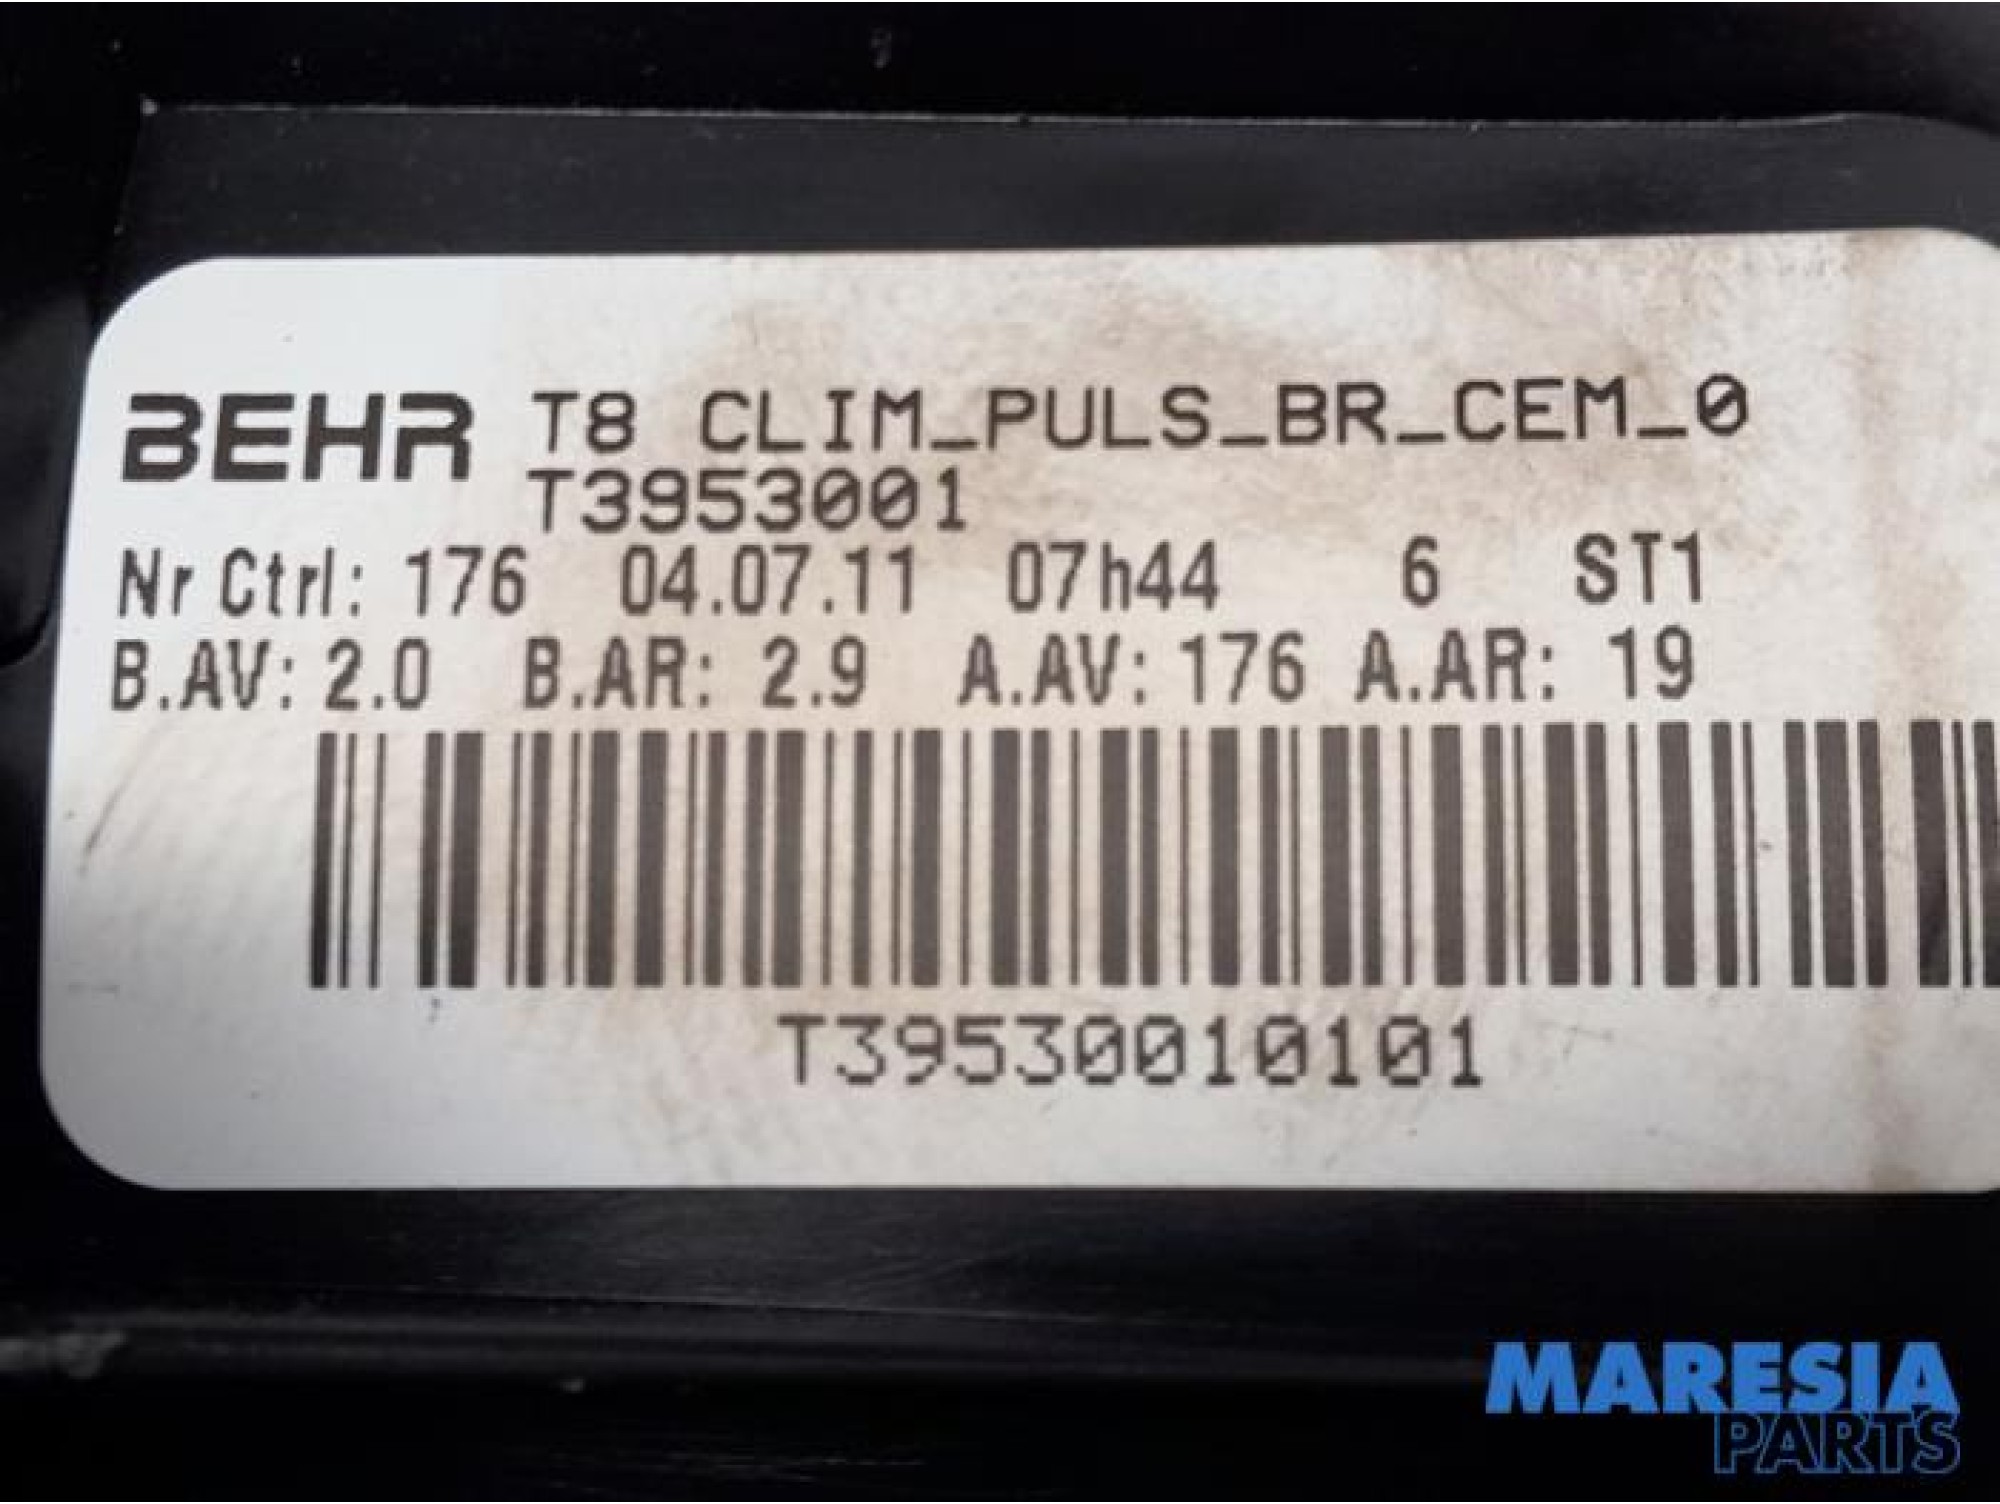 BEHR T8 CLIM_PULS_BR_CEM_0
T3953001
Nr Ctrl: 176 04.07.11 07h44 6 ST1
B.AV: 2.0 B.AR: 2.9 A.AV: 176 A.AR: 19
T39530010101
MARESIA
PARTS